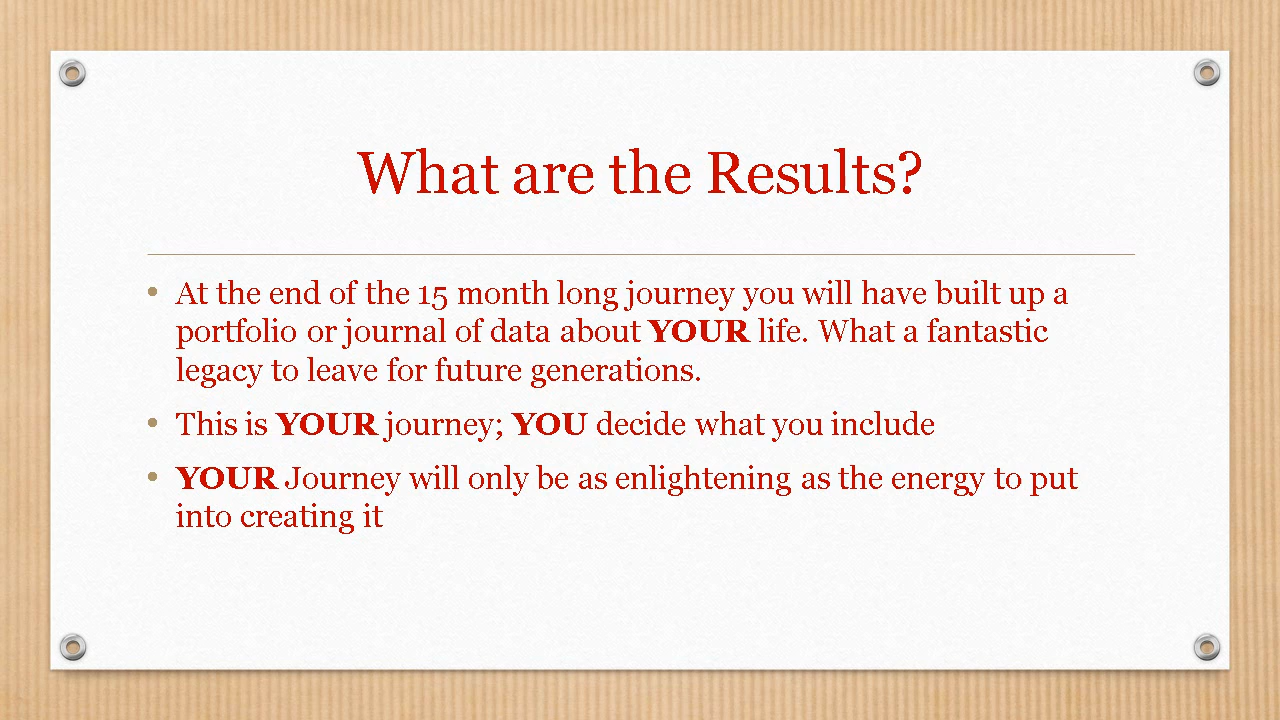 What are the Results?
• At the end of the 15 month long journey you will have built up a
portfolio or journal of data about YOUR life. What a fantastic
legacy to leave for future generations.
• This is YOUR journey; YOU decide what you include
• YOUR Journey will only be as enlightening as the energy to put
into creating it